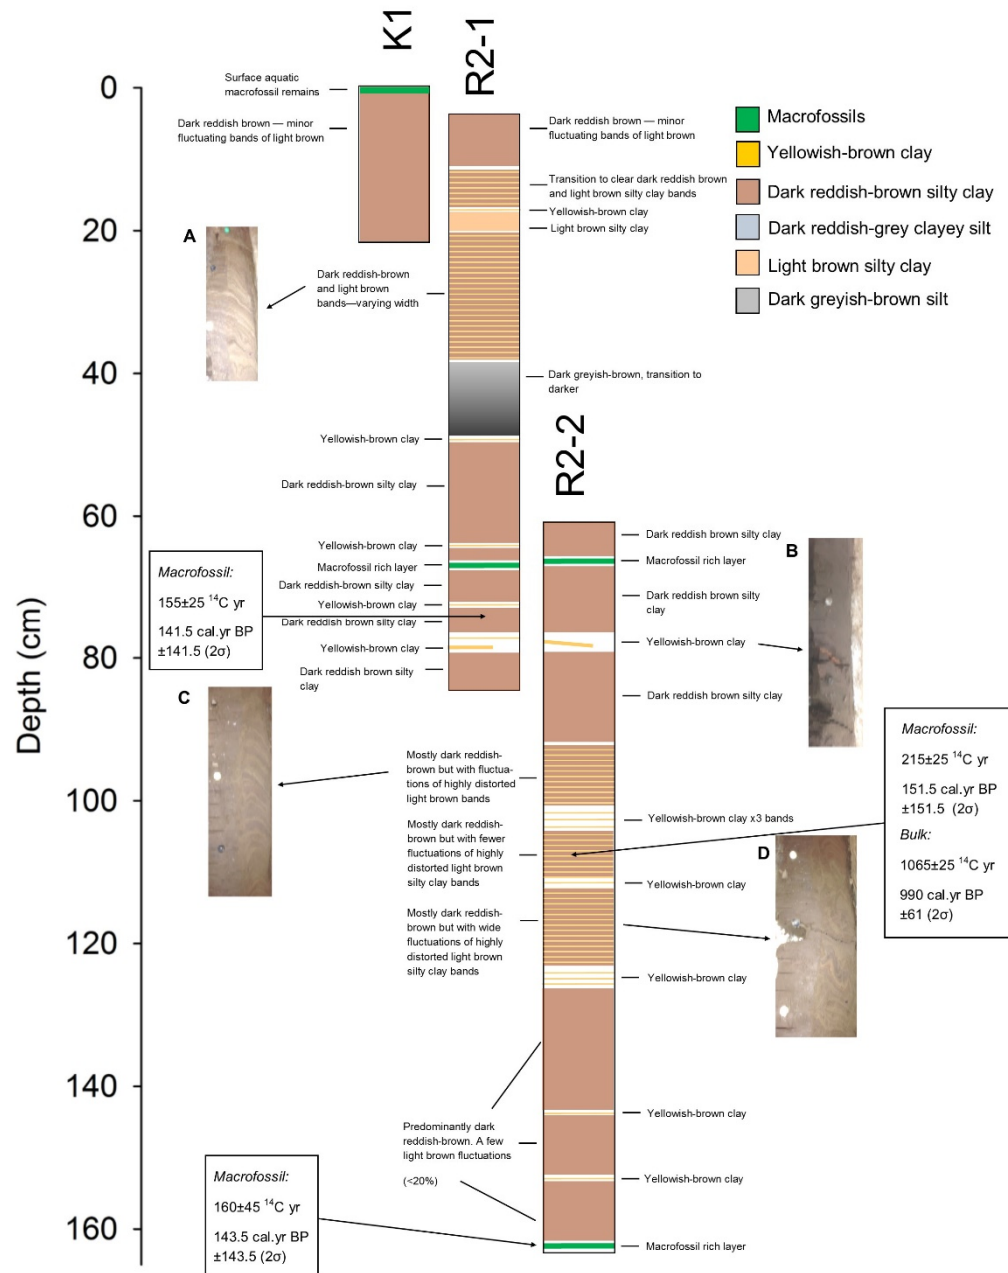 K1
R2-1
R2-2
Depth (cm)
0
20
40
60
80
100
120
140
160
Surface aquatic
macrofossil remains
Dark reddish brown — minor
fluctuating bands of light brown
A
Dark reddish-brown
and light brown
bands—varying width
Yellowish-brown clay
Dark reddish-brown silty clay
Yellowish-brown clay
Macrofossil rich layer
Dark reddish-brown silty clay
Yellowish-brown clay
Dark reddish-brown silty clay
Yellowish-brown clay
Dark reddish brown silty
clay
Macrofossil:
155±25 ¹⁴C yr
141.5 cal.yr BP
±141.5 (2σ)
C
Mostly dark reddish-
brown but with fluctua-
tions of highly distorted
light brown bands
Mostly dark reddish-
brown but with fewer
fluctuations of highly
distorted light brown
silty clay bands
Mostly dark reddish-
brown but with wide
fluctuations of highly
distorted light brown
silty clay bands
Predominantly dark
reddish-brown. A few
light brown fluctuations
(<20%)
Macrofossil:
160±45 ¹⁴C yr
143.5 cal.yr BP
±143.5 (2σ)
Dark reddish brown — minor
fluctuating bands of light brown
Transition to clear dark reddish brown
and light brown silty clay bands
Yellowish-brown clay
Light brown silty clay
Dark greyish-brown, transition to
darker
Macrofossils
Yellowish-brown clay
Dark reddish-brown silty clay
Dark reddish-grey clayey silt
Light brown silty clay
Dark greyish-brown silt
Dark reddish brown silty clay
Macrofossil rich layer
Dark reddish brown silty
clay
Yellowish-brown clay
Dark reddish brown silty clay
Yellowish-brown clay x3 bands
Yellowish-brown clay
Yellowish-brown clay
Yellowish-brown clay
Yellowish-brown clay
Macrofossil rich layer
B
Macrofossil:
215±25 ¹⁴C yr
151.5 cal.yr BP
±151.5 (2σ)
Bulk:
1065±25 ¹⁴C yr
990 cal.yr BP
±61 (2σ)
D